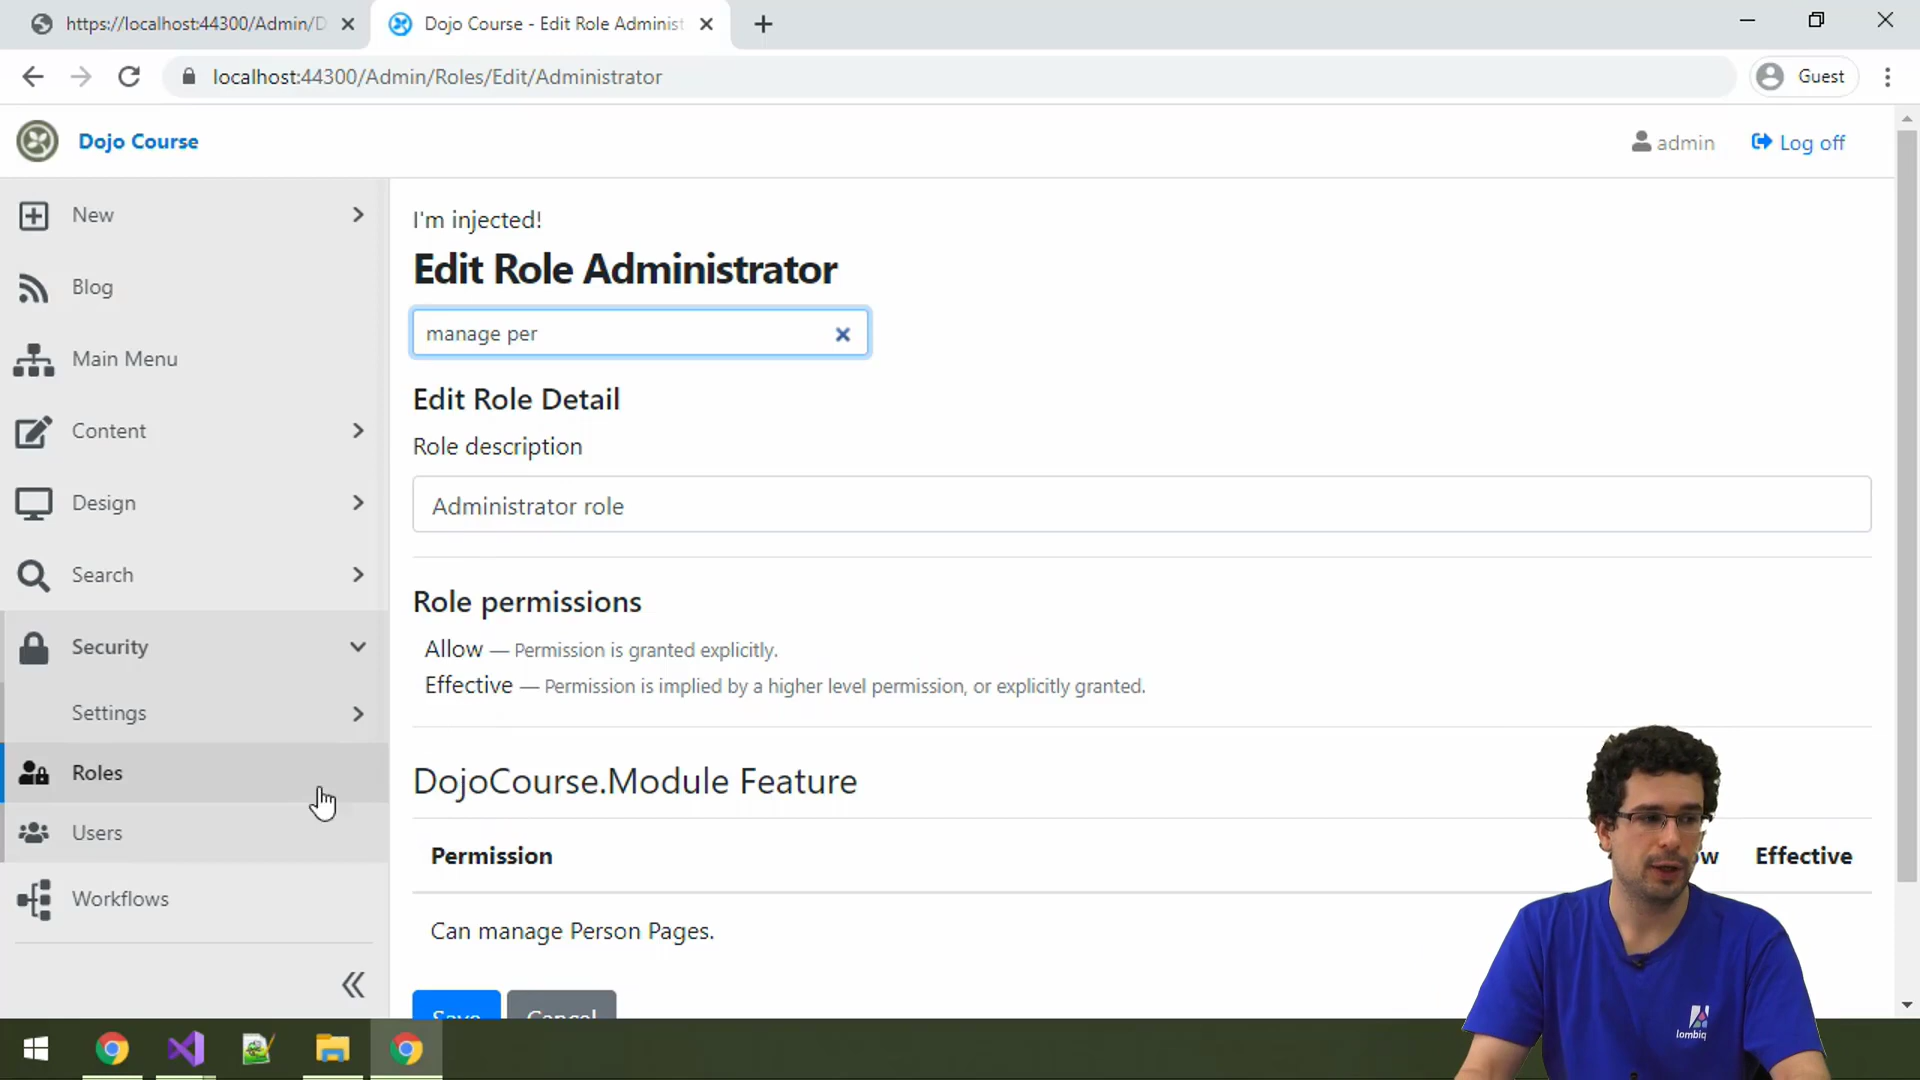 https://localhost:44300/Admin/D
Dojo Course - Edit Role Administ
localhost:44300/Admin/Roles/Edit/Administrator
Guest
Dojo Course
admin
Log off
New
Blog
Main Menu
Content
Design
Search
Security
Settings
Roles
Users
Workflows
I'm injected!
Edit Role Administrator
manage per
Edit Role Detail
Role description
Administrator role
Role permissions
Allow — Permission is granted explicitly.
Effective — Permission is implied by a higher level permission, or explicitly granted.
DojoCourse.Module Feature
Permission
Effective
Can manage Person Pages.
Save
Cancel
lombiq